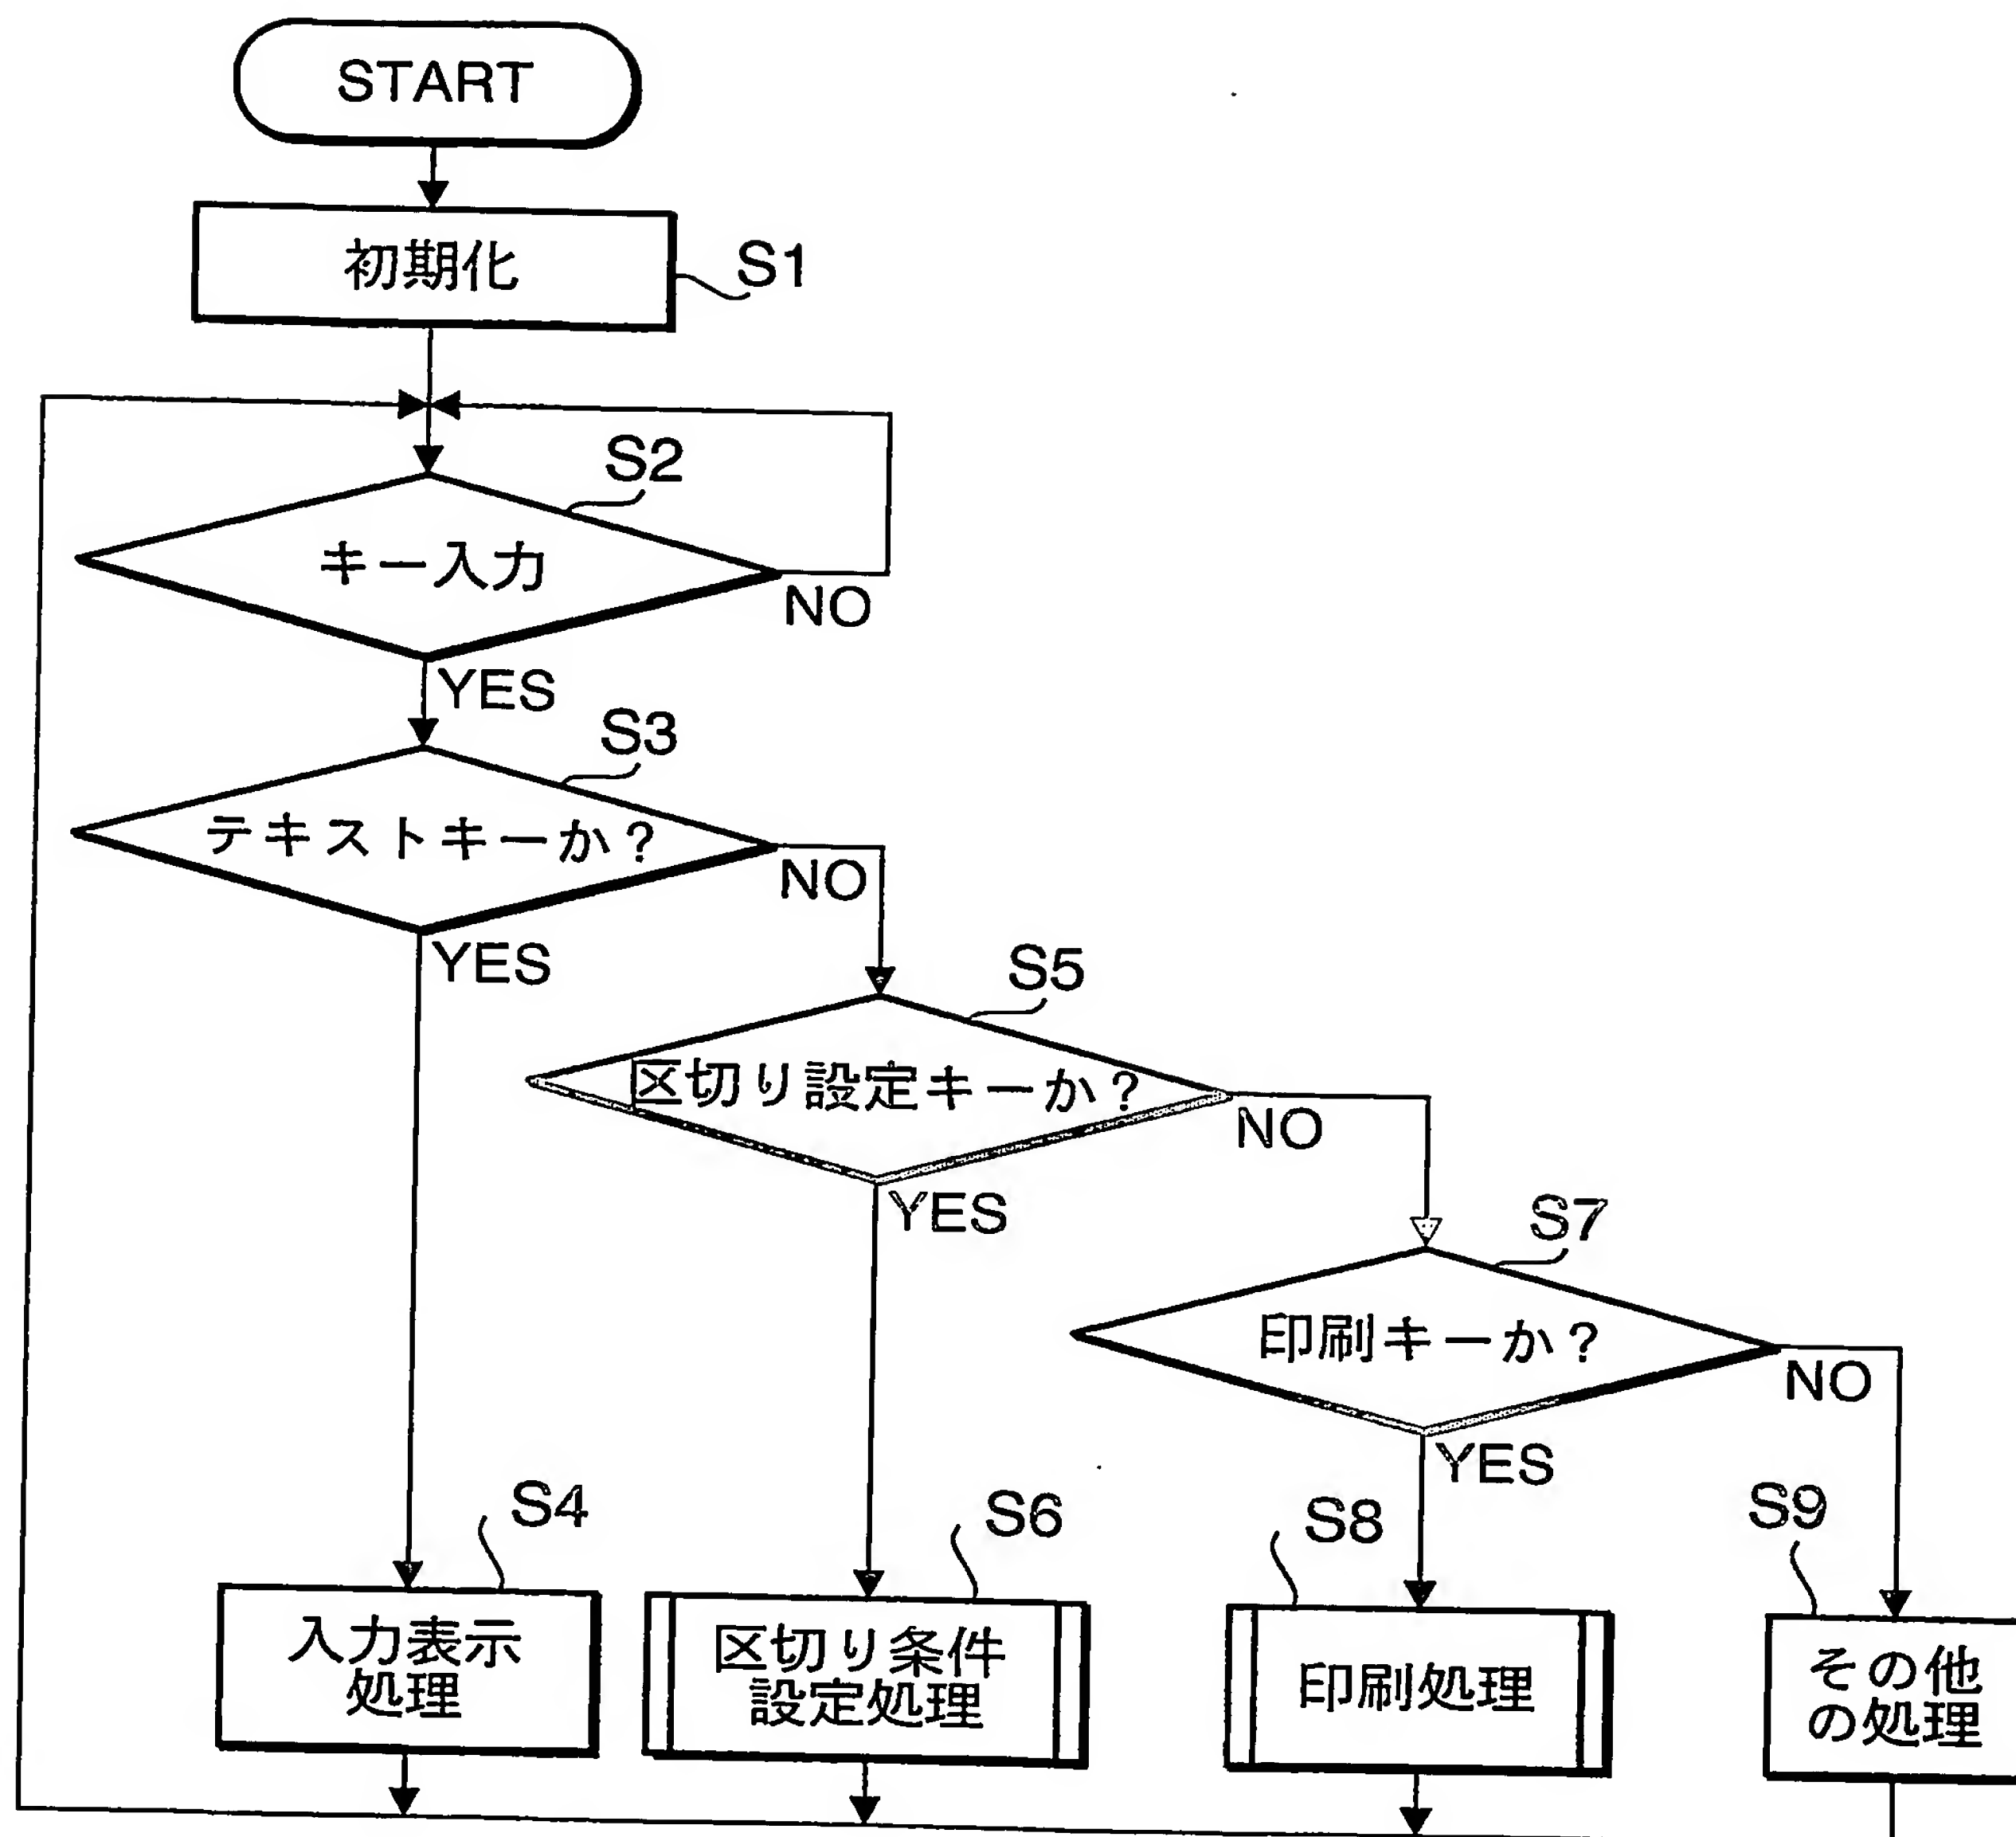 START
初期化
S1
S2
キー入力
NO
YES
S3
テキストキーか?
NO
YES
S5
区切り設定キーか?
NO
YES
S7
印刷キーか?
NO
YES
S4
S6
S8
S9
入力表示
処理
区切り条件
設定処理
印刷処理
その他
の処理